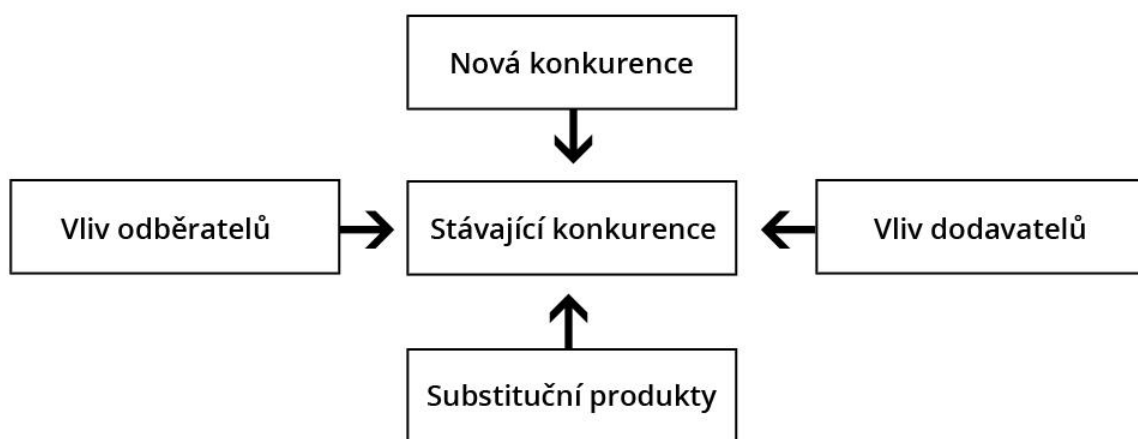 Nová konkurence
Vliv odběratelů
Stávající konkurence
Vliv dodavatelů
Substituční produkty